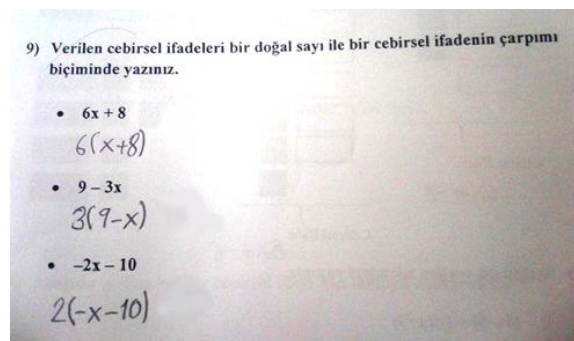 9) Verilen cebirsel ifadeleri bir doğal sayı ile bir cebirsel ifadenin çarpımı
biçiminde yazınız.
• 6x + 8
6(x+8)
• 9 – 3x
3(9-x)
• –2x – 10
2(-x-10)